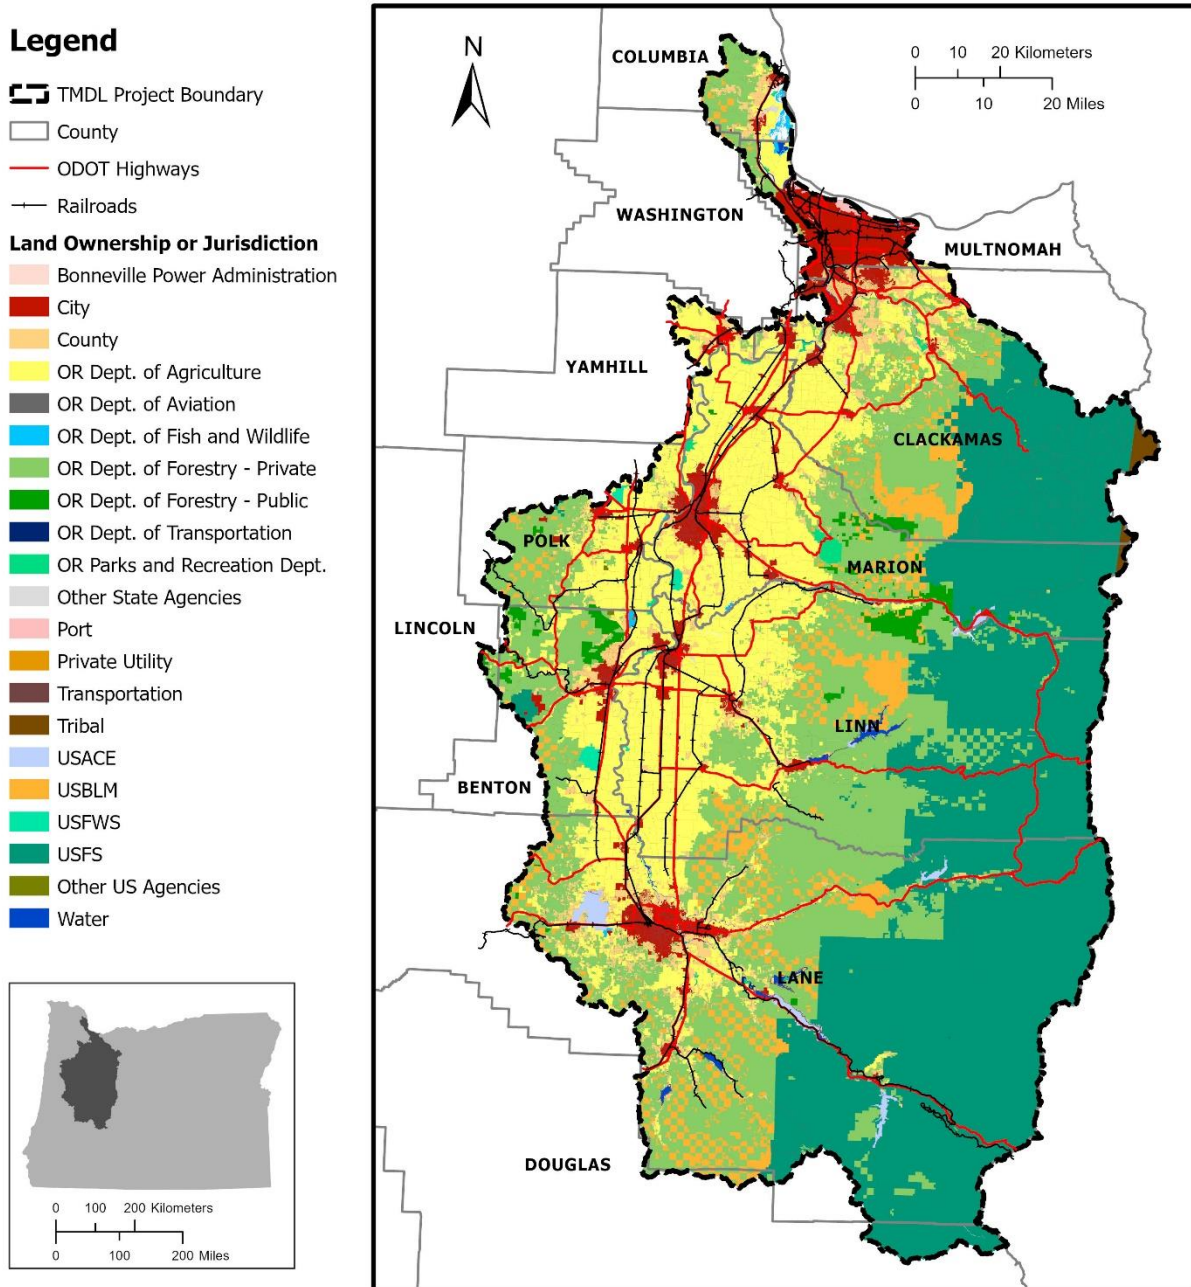 Legend
TMDL Project Boundary
County
ODOT Highways
Railroads
Land Ownership or Jurisdiction
Bonneville Power Administration
City
County
OR Dept. of Agriculture
OR Dept. of Aviation
OR Dept. of Fish and Wildlife
OR Dept. of Forestry - Private
OR Dept. of Forestry - Public
OR Dept. of Transportation
OR Parks and Recreation Dept.
Other State Agencies
Port
Private Utility
Transportation
Tribal
USACE
USBLM
USFWS
USFS
Other US Agencies
Water
0 100 200 Kilometers
0 100 200 Miles
N
0 10 20 Kilometers
0 10 20 Miles
COLUMBIA
WASHINGTON
MULTNOMAH
YAMHILL
CLACKAMAS
POLK
MARION
LINCOLN
LINN
BENTON
LANE
DOUGLAS